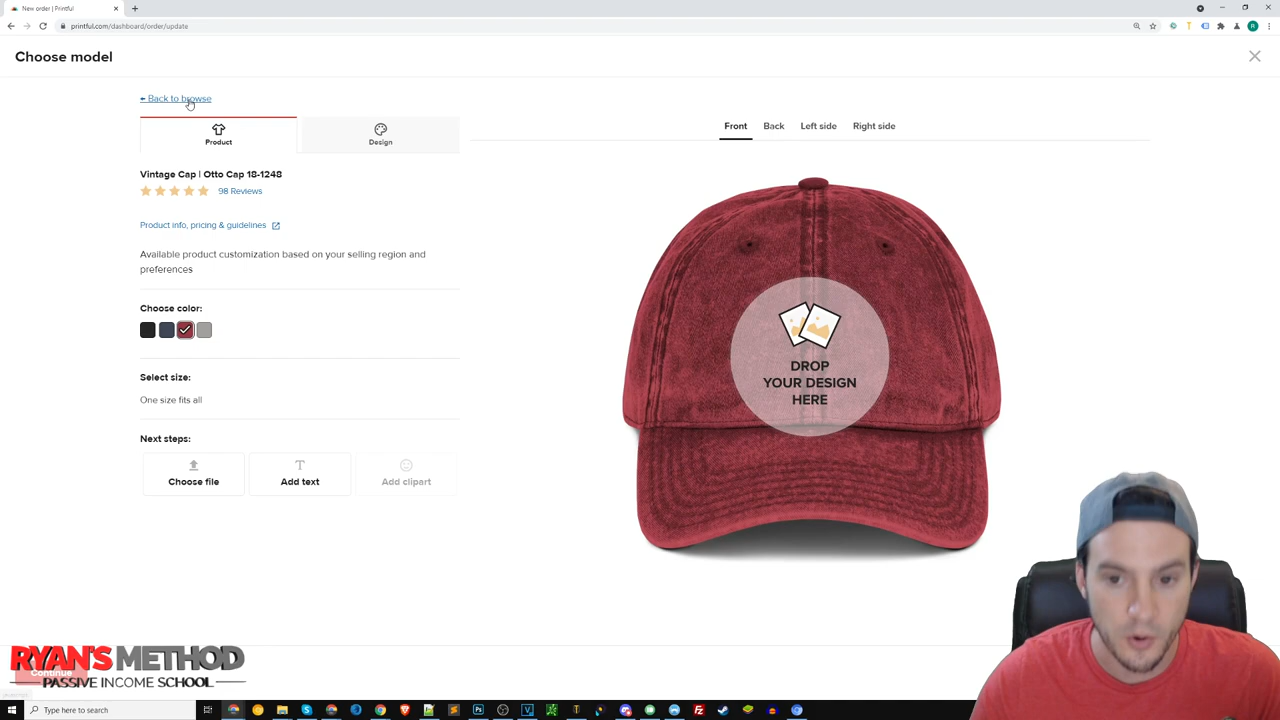 New order | Printful
printful.com/dashboard/order/update
Choose model
← Back to browse
Product
Design
Front
Back
Left side
Right side
Vintage Cap | Otto Cap 18-1248
98 Reviews
Product info, pricing & guidelines
Available product customization based on your selling region and
preferences
Choose color:
Select size:
One size fits all
Next steps:
Choose file
Add text
Add clipart
DROP
YOUR DESIGN
HERE
Continue
RYAN'S METHOD
PASSIVE INCOME SCHOOL
Type here to search